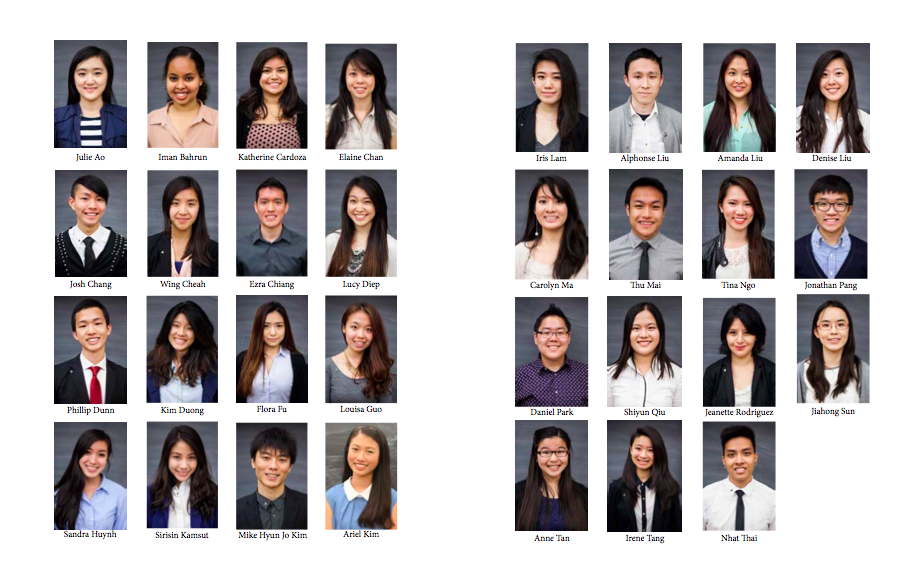 Julie Ao
Iman Bahrun
Katherine Cardoza
Elaine Chan
Josh Chang
Wing Cheah
Ezra Chiang
Lucy Diep
Phillip Dunn
Kim Duong
Flora Fu
Louisa Guo
Sandra Huynh
Sirisin Kamsut
Mike Hyun Jo Kim
Ariel Kim
Iris Lam
Alphonse Liu
Amanda Liu
Denise Liu
Carolyn Ma
Thu Mai
Tina Ngo
Jonathan Pang
Daniel Park
Shiyun Qiu
Jeanette Rodriguez
Jiahong Sun
Anne Tan
Irene Tang
Nhat Thai